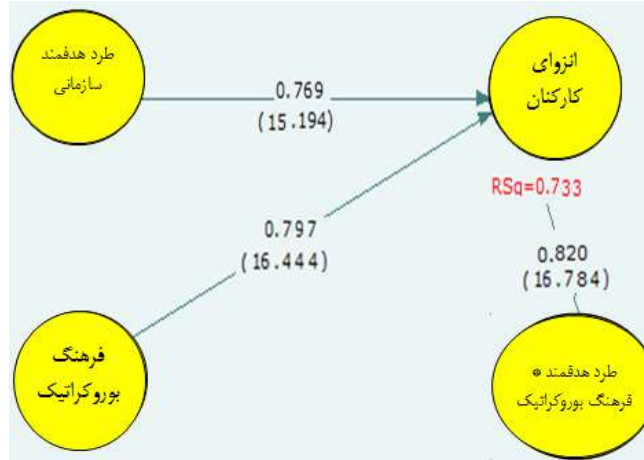 طرد هدفمند
سازمانی
انزوای
کارکنان
0.769
(15.194)
RSq=0.733
0.797
(16.444)
0.820
(16.784)
فرهنگ
بوروکراتیک
طرد هدفمند *
فرهنگ بوروکراتیک